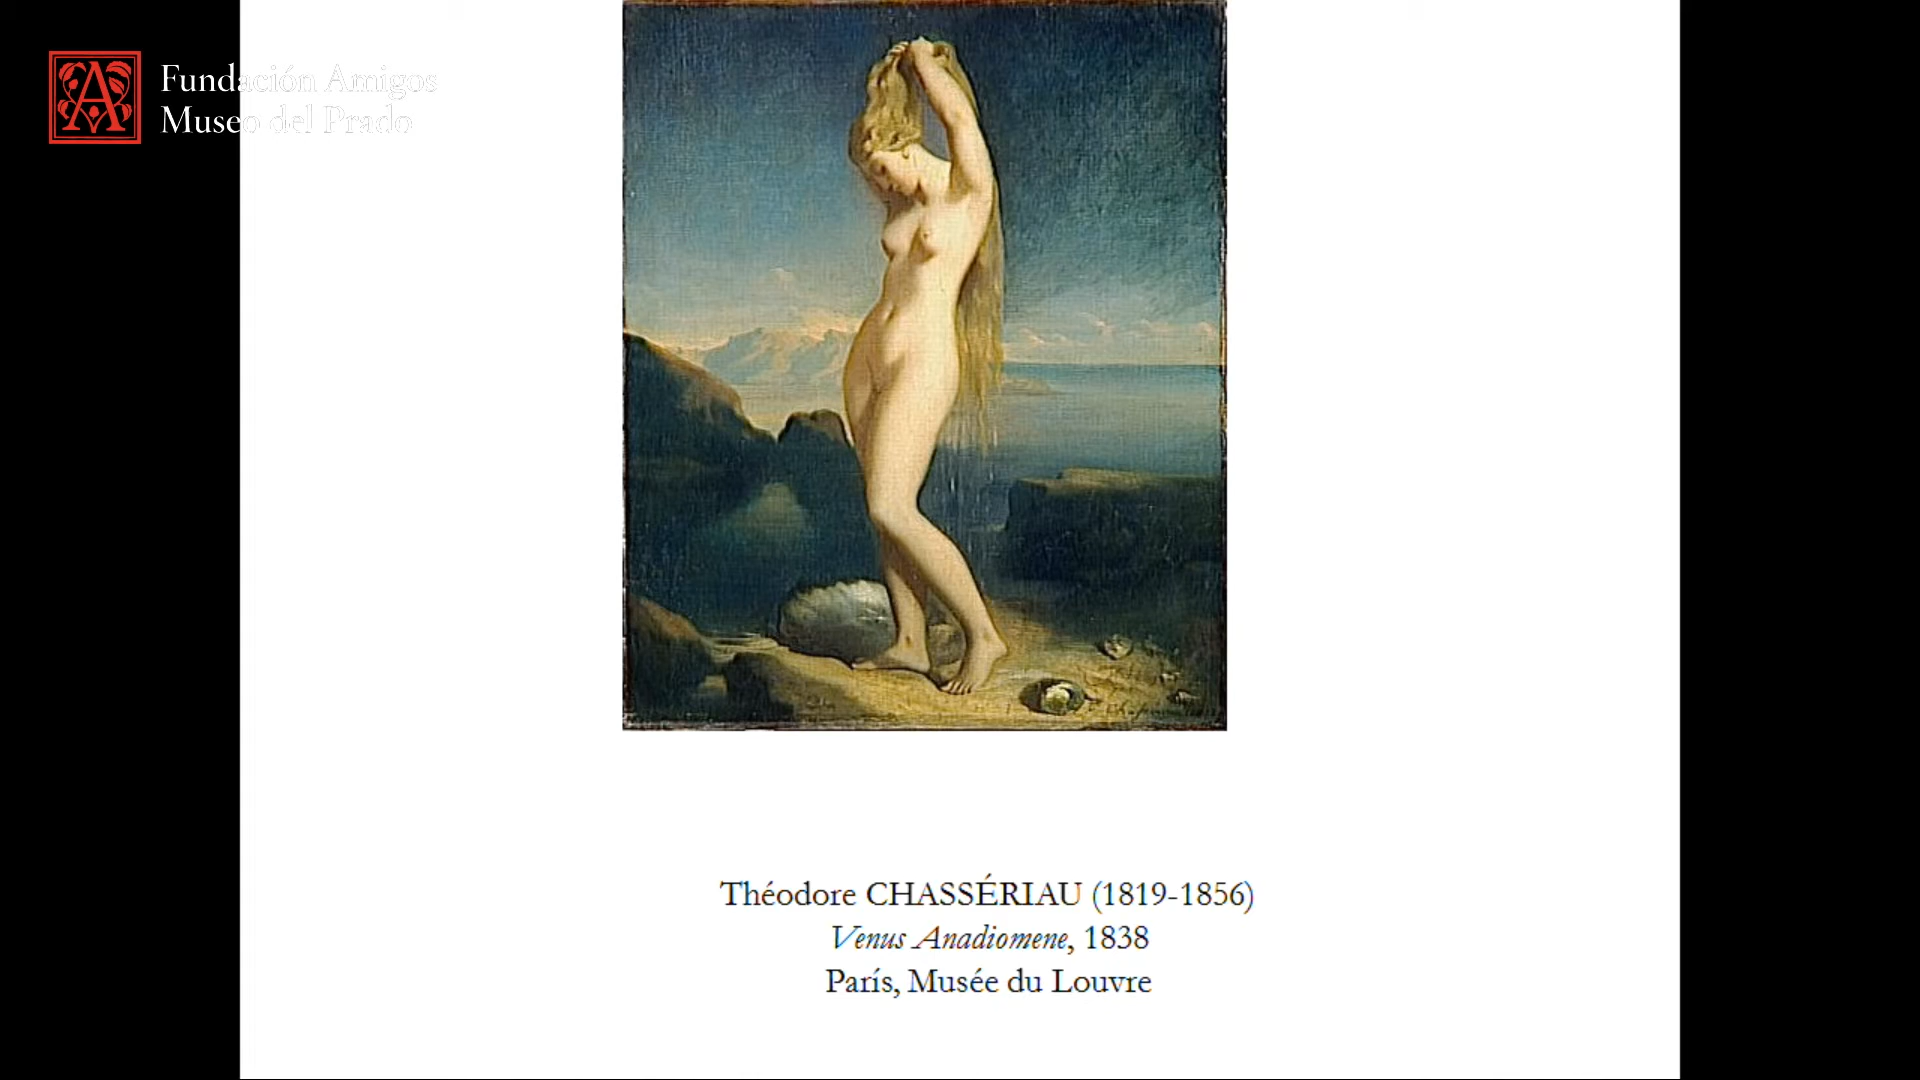 Fundación Amigos
Museo del Prado
Théodore CHASSÉRIAU (1819-1856)
Venus Anadiomene, 1838
París, Musée du Louvre